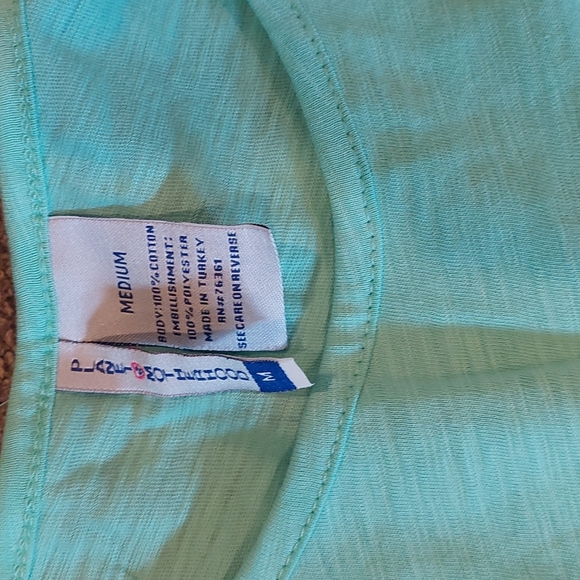 MEDIUM
BODY:100%COTTON
EMBELLISHMENT:
100%POLYESTER
MADE IN TURKEY
RN#76361
SEE CARE ON REVERSE
M